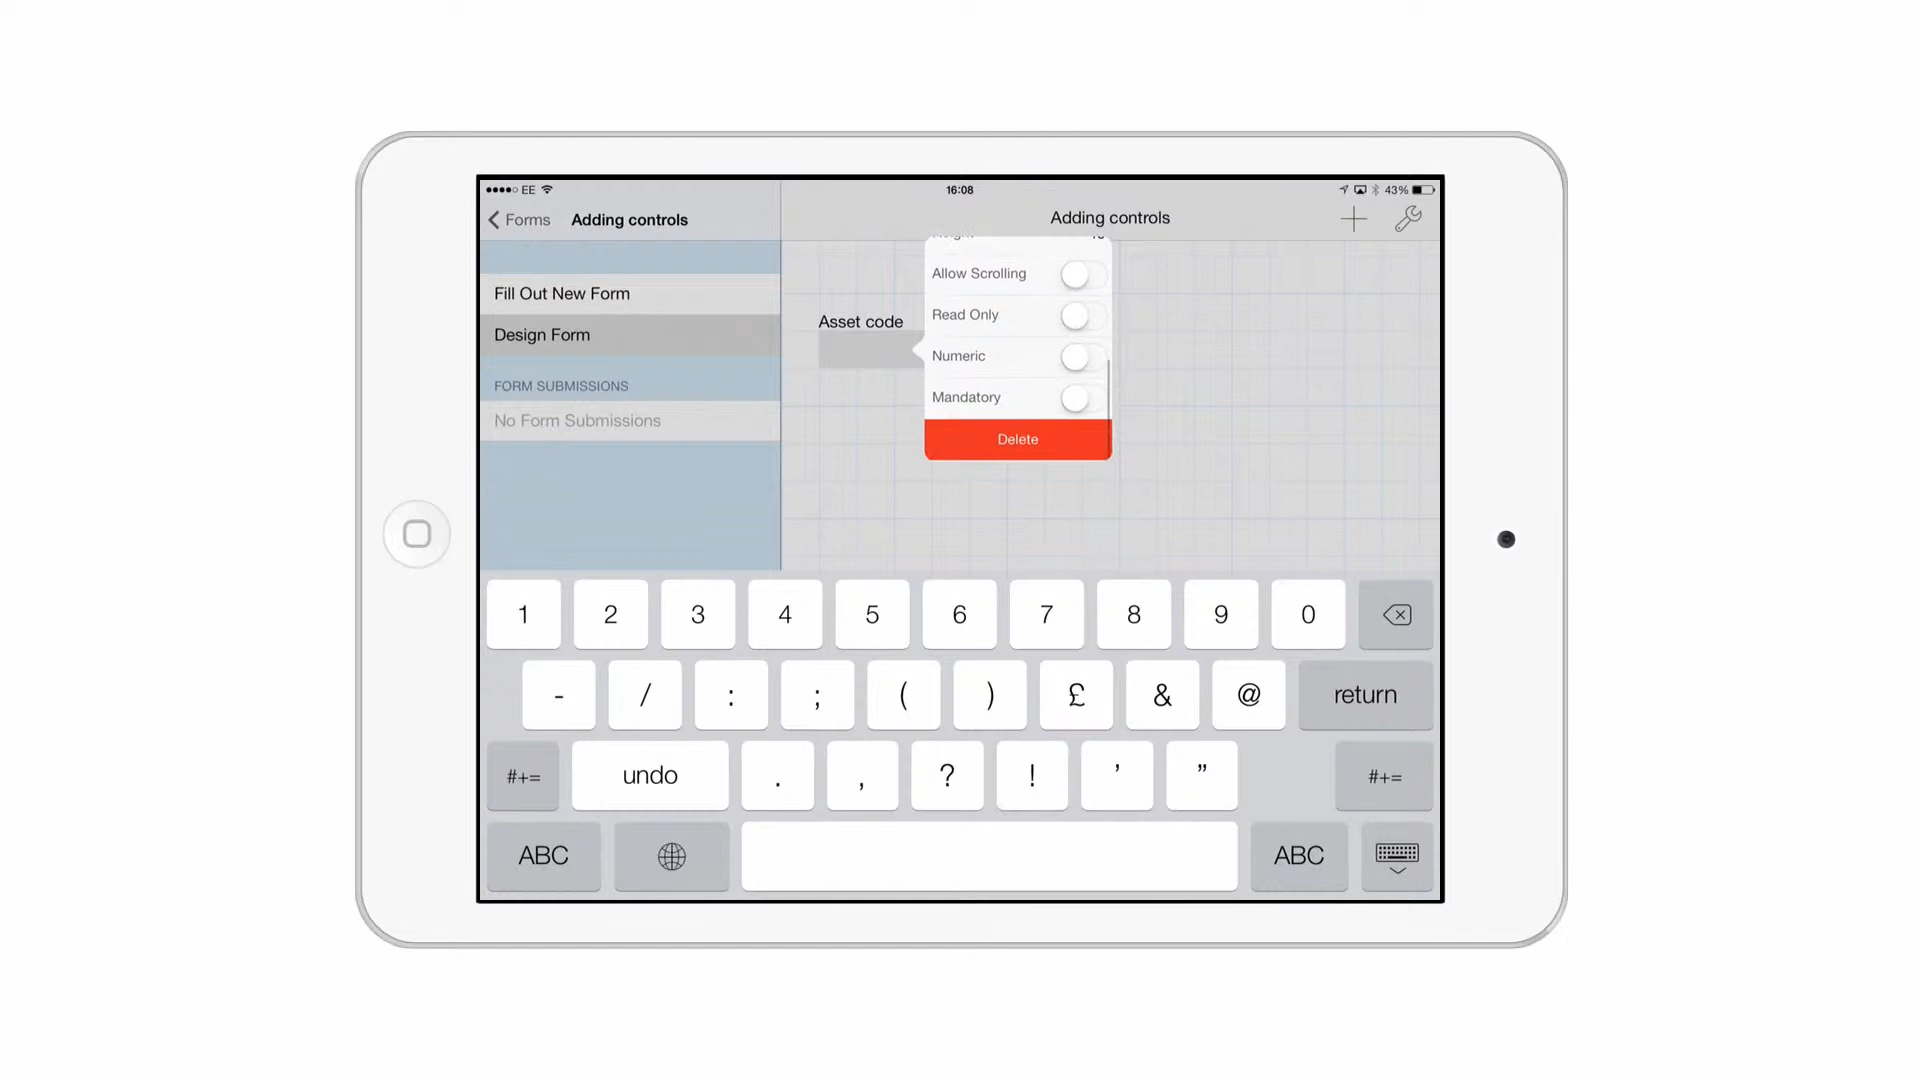 EE
16:08
43%
Forms
Adding controls
Adding controls
Fill Out New Form
Design Form
FORM SUBMISSIONS
No Form Submissions
Asset code
Allow Scrolling
Read Only
Numeric
Mandatory
Delete
1 2 3 4 5 6 7 8 9 0
- / : ; ( ) £ & @ return
#+= undo . , ? ! ' " #+=
ABC ABC